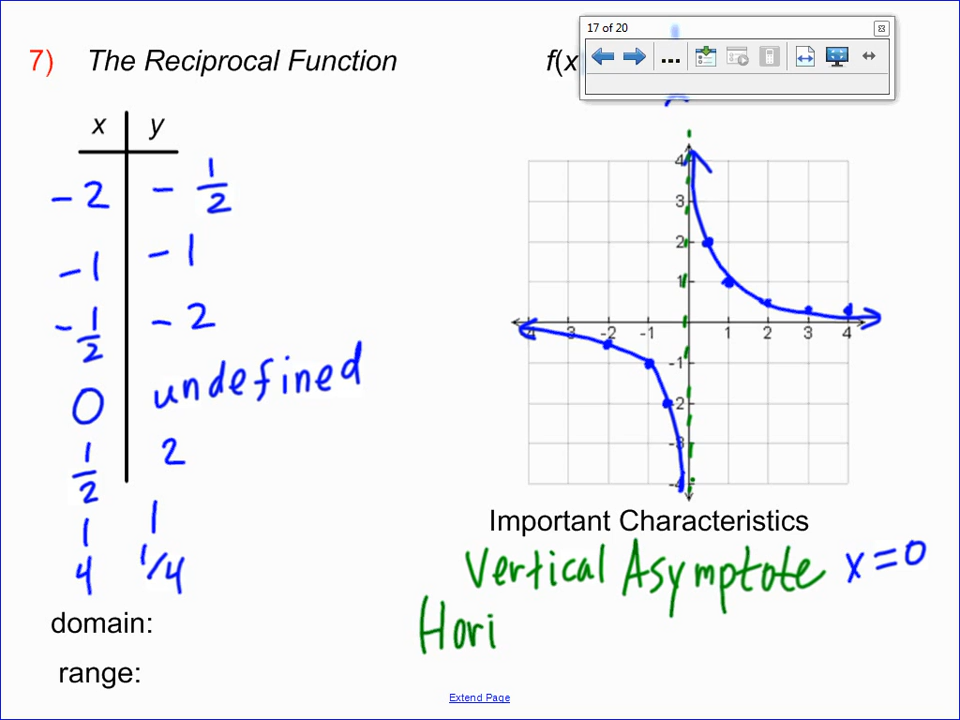 17 of 20
7) The Reciprocal Function f(x
x y
-2 - 1/2
-1 -1
- 1/2 -2
0 undefined
1/2 2
1 1
4 1/4
4
3
2
1
3 -2 -1 1 2 3 4
-1
-2
-3
-4
Important Characteristics
Vertical Asymptote x=0
Hori
domain:
range:
Extend Page